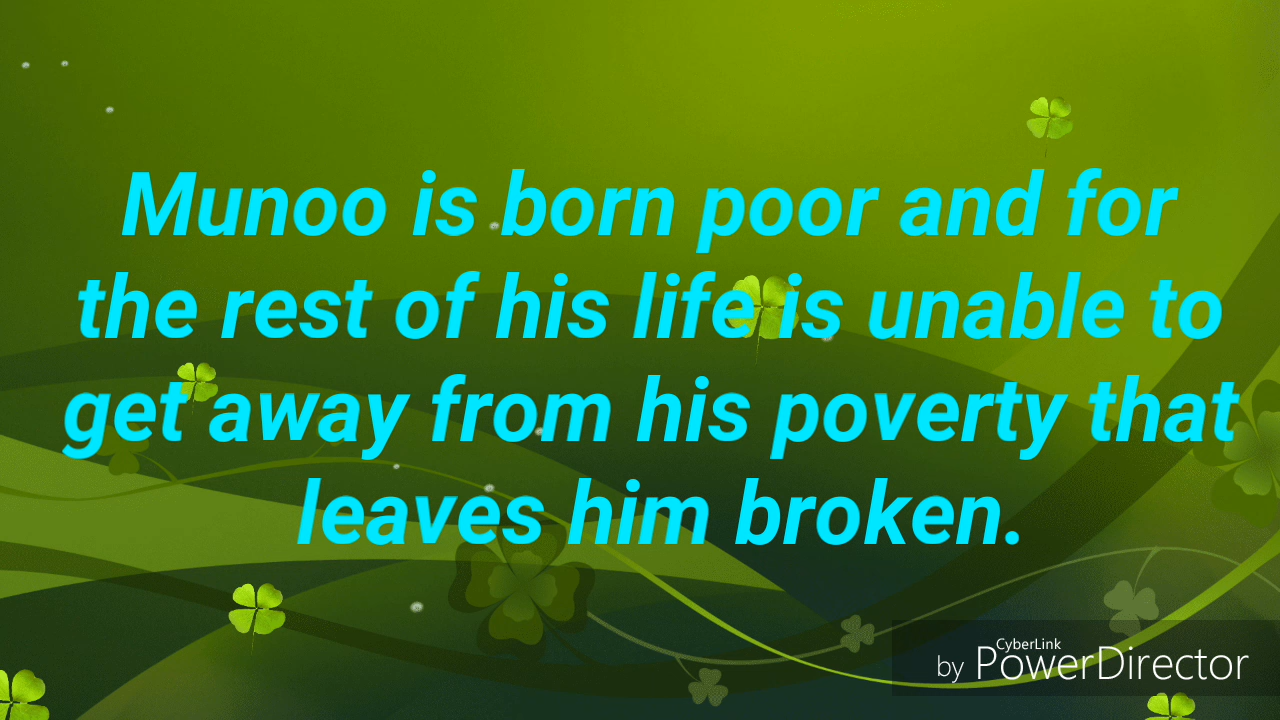 Munoo is born poor and for
the rest of his life is unable to
get away from his poverty that
leaves him broken.
CyberLink
by PowerDirector